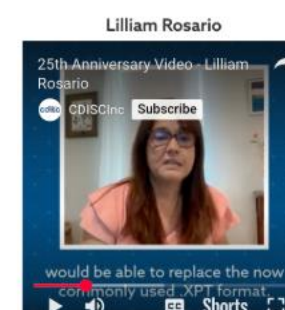 Lilliam Rosario
25th Anniversary Video - Lilliam
Rosario
cdisc
CDISCInc
Subscribe
would be able to replace the now
commonly used .XPT format.
Shorts